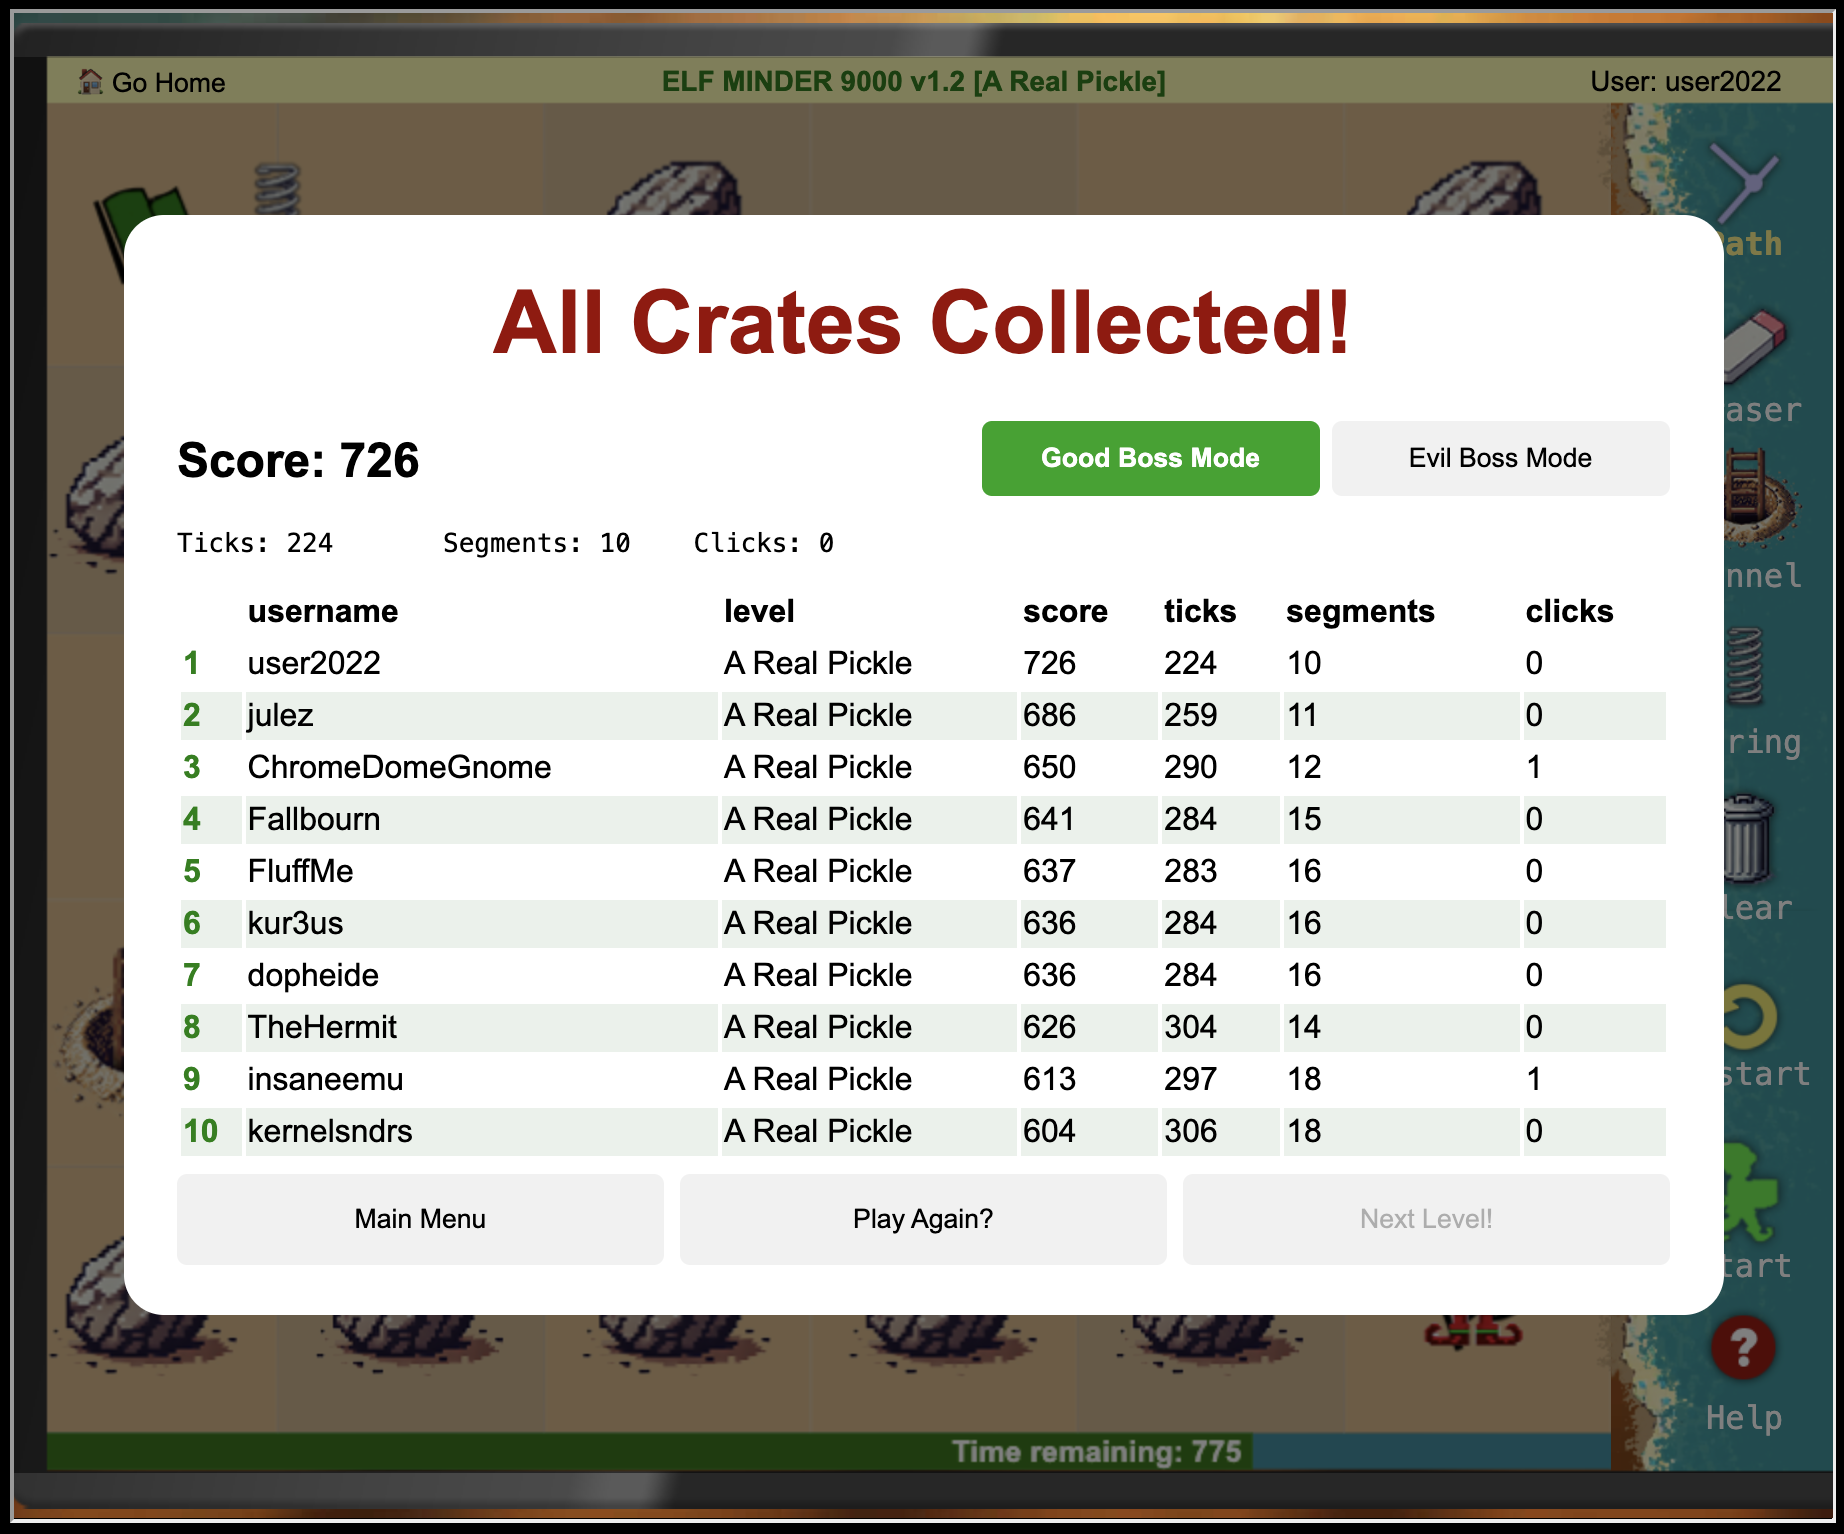 Go Home
ELF MINDER 9000 v1.2 [A Real Pickle]
User: user2022
All Crates Collected!
Score: 726
Good Boss Mode
Evil Boss Mode
Ticks: 224 Segments: 10 Clicks: 0
username level score ticks segments clicks
1 user2022 A Real Pickle 726 224 10 0
2 julez A Real Pickle 686 259 11 0
3 ChromeDomeGnome A Real Pickle 650 290 12 1
4 Fallbourn A Real Pickle 641 284 15 0
5 FluffMe A Real Pickle 637 283 16 0
6 kur3us A Real Pickle 636 284 16 0
7 dopheide A Real Pickle 636 284 16 0
8 TheHermit A Real Pickle 626 304 14 0
9 insaneemu A Real Pickle 613 297 18 1
10 kernelsndrs A Real Pickle 604 306 18 0
Main Menu
Play Again?
Next Level!
ath
aser
nnel
ring
lear
start
tart
?
Help
Time remaining: 775